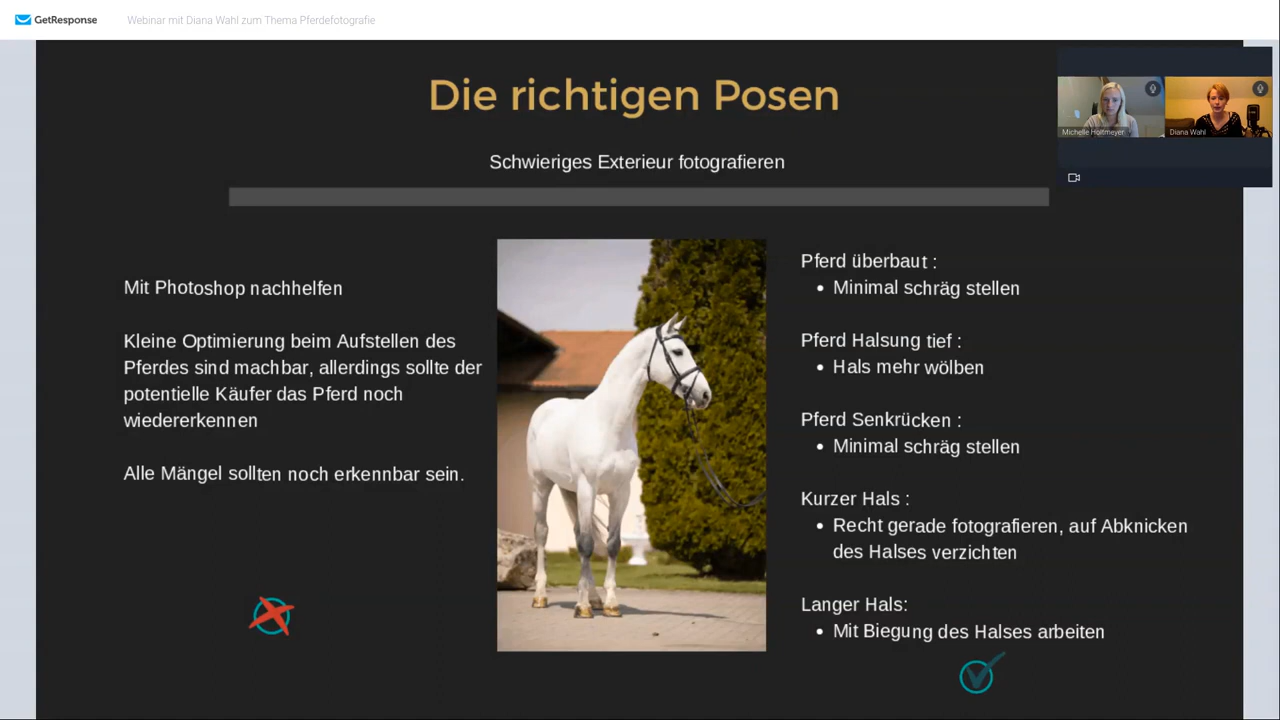 GetResponse
Webinar mit Diana Wahl zum Thema Pferdefotografie
Die richtigen Posen
Schwieriges Exterieur fotografieren
Michelle Holtmeyer
Diana Wahl
Mit Photoshop nachhelfen
Kleine Optimierung beim Aufstellen des
Pferdes sind machbar, allerdings sollte der
potentielle Käufer das Pferd noch
wiedererkennen
Alle Mängel sollten noch erkennbar sein.
Pferd überbaut :
• Minimal schräg stellen
Pferd Halsung tief :
• Hals mehr wölben
Pferd Senkrücken :
• Minimal schräg stellen
Kurzer Hals :
• Recht gerade fotografieren, auf Abknicken
des Halses verzichten
Langer Hals:
• Mit Biegung des Halses arbeiten